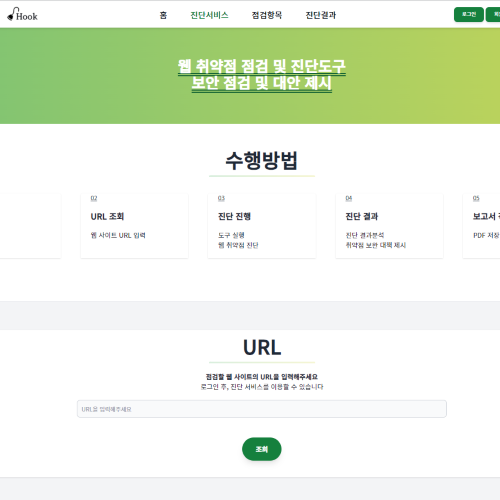 Hook
홈
진단서비스
점검항목
진단결과
로그인
웹 취약점 점검 및 진단도구
보안 점검 및 대안 제시
수행방법
02
URL 조회
웹 사이트 URL 입력
03
진단 진행
도구 실행
웹 취약점 진단
04
진단 결과
진단 결과분석
취약점 보완 대책 제시
05
보고서
PDF 저장
URL
점검할 웹 사이트의 URL을 입력해주세요
로그인 후, 진단 서비스를 이용할 수 있습니다
URL을 입력해주세요
조회